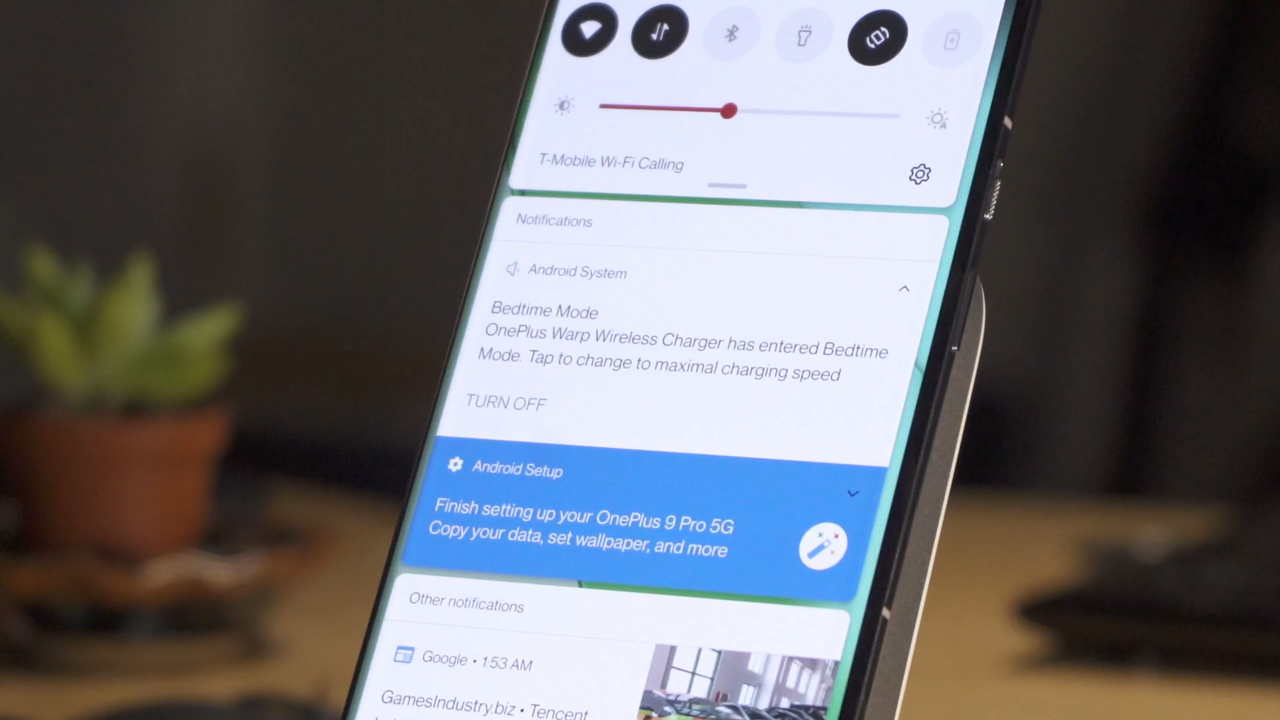 T-Mobile Wi-Fi Calling
Notifications
Android System
Bedtime Mode
OnePlus Warp Wireless Charger has entered Bedtime
Mode. Tap to change to maximal charging speed
TURN OFF
Android Setup
Finish setting up your OnePlus 9 Pro 5G
Copy your data, set wallpaper, and more
Other notifications
Google • 1:53 AM
GamesIndustry.biz • Tencent